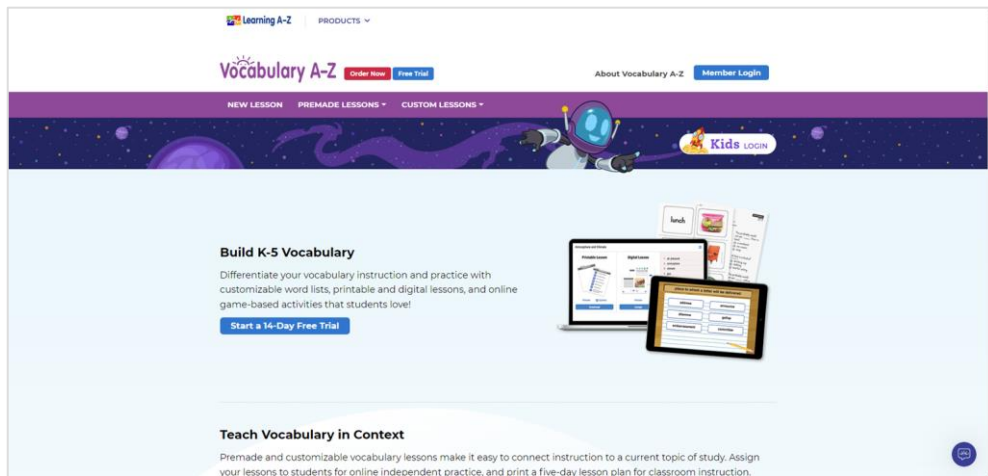 Learning A-Z PRODUCTS
Vocabulary A-Z Order Now Free Trial About Vocabulary A-Z Member Login
NEW LESSON PREMADE LESSONS CUSTOM LESSONS
Kids LOGIN
lunch
Build K-5 Vocabulary
Differentiate your vocabulary instruction and practice with
customizable word lists, printable and digital lessons, and online
game-based activities that students love!
Start a 14-Day Free Trial
Printable Lesson Digital Lesson
Teach Vocabulary in Context
Premade and customizable vocabulary lessons make it easy to connect instruction to a current topic of study. Assign
your lessons to students for online independent practice, and print a five-day lesson plan for classroom instruction.